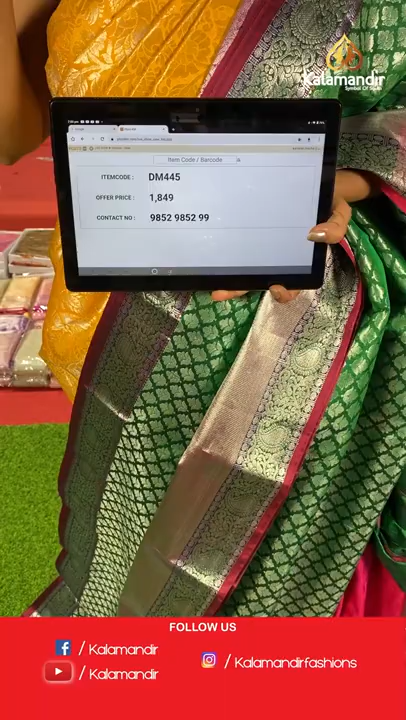 Kalamandir
Symbol Of South
Item Code / Barcode
ITEMCODE : DM445
OFFER PRICE : 1,849
CONTACT NO : 9852 9852 99
FOLLOW US
/ Kalamandir
/ Kalamandirfashions
/ Kalamandir